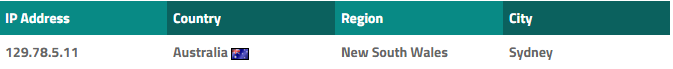 IP Address Country Region City
129.78.5.11 Australia New South Wales Sydney